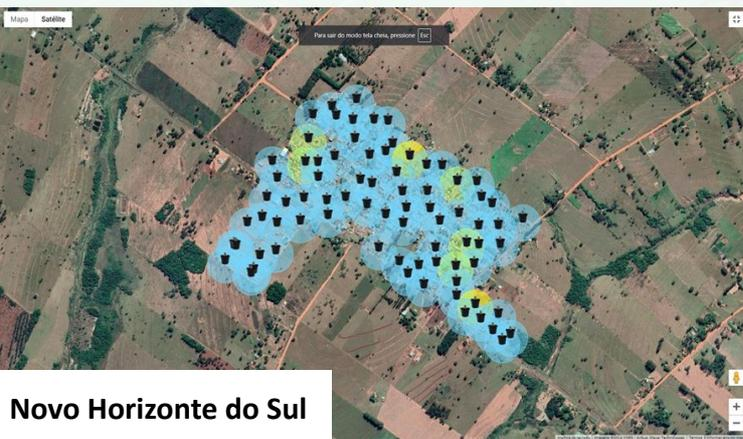 Mapa Satélite
Para sair do modo tela cheia, pressione Esc
Novo Horizonte do Sul